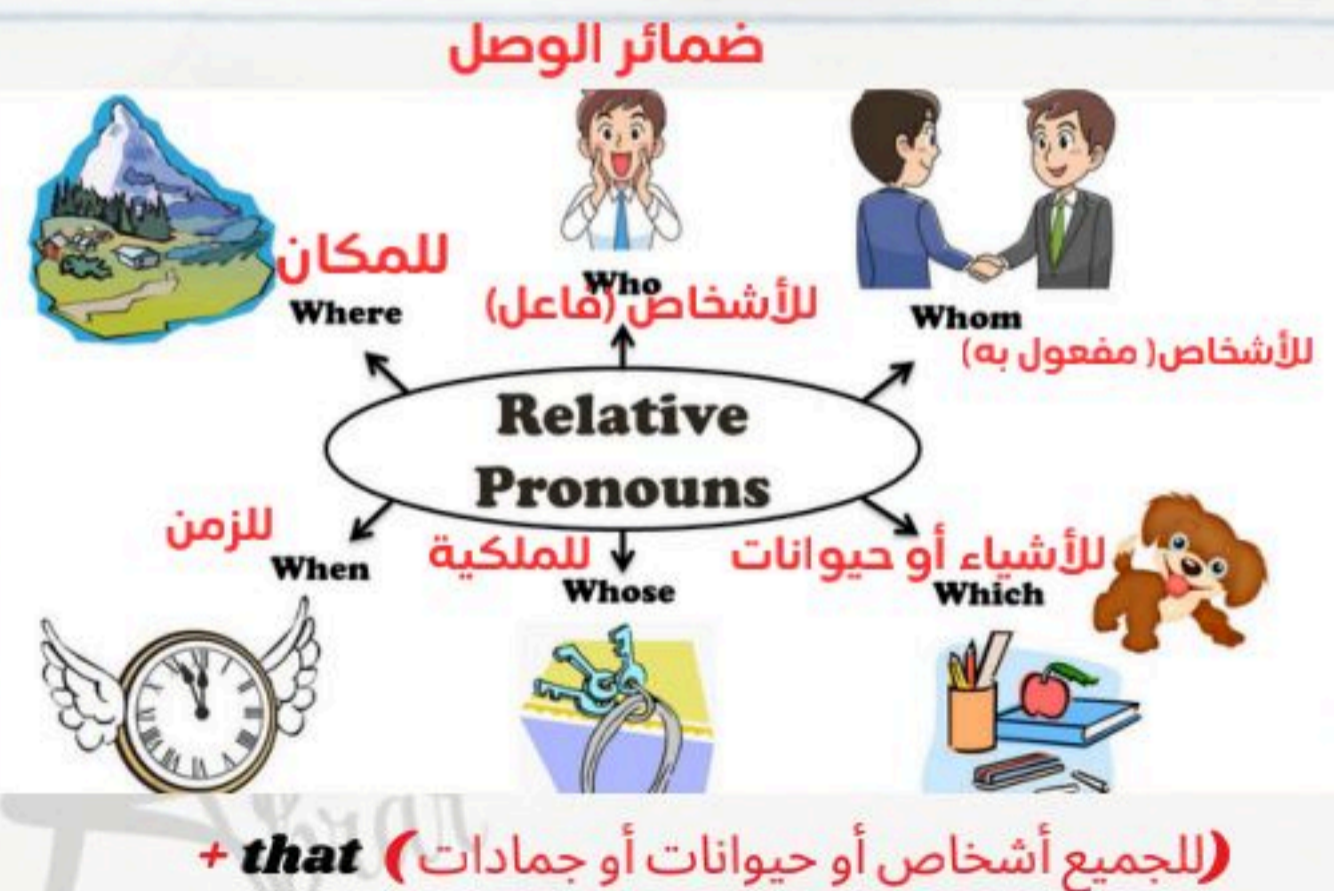 ضمائر الوصل
للمكان
Where
Who
للأشخاص (فاعل)
Whom
للأشخاص( مفعول به)
Relative
Pronouns
للزمن
When
للملكية
Whose
للأشياء أو حيوانات
Which
+ that (للجميع أشخاص أو حيوانات أو جمادات)